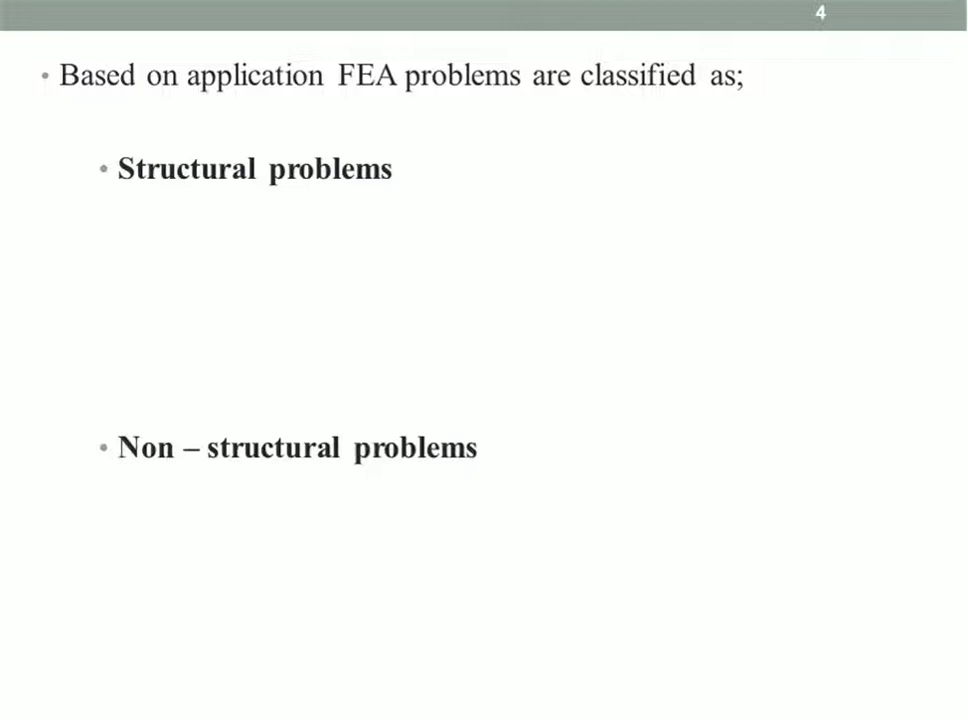 4
• Based on application FEA problems are classified as;
• Structural problems
• Non – structural problems